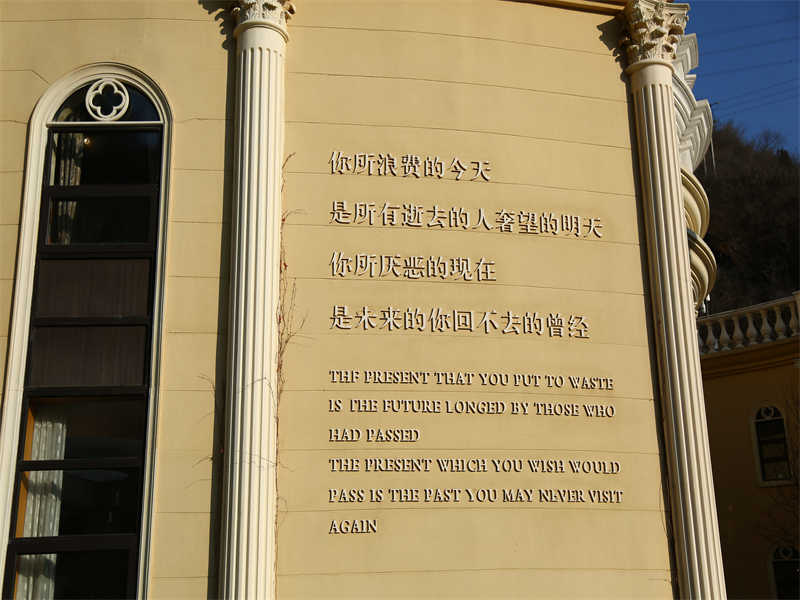 你所浪费的今天
是所有逝去的人奢望的明天
你所厌恶的现在
是未来的你回不去的曾经
THE PRESENT THAT YOU PUT TO WASTE
IS THE FUTURE LONGED BY THOSE WHO
HAD PASSED
THE PRESENT WHICH YOU WISH WOULD
PASS IS THE PAST YOU MAY NEVER VISIT
AGAIN